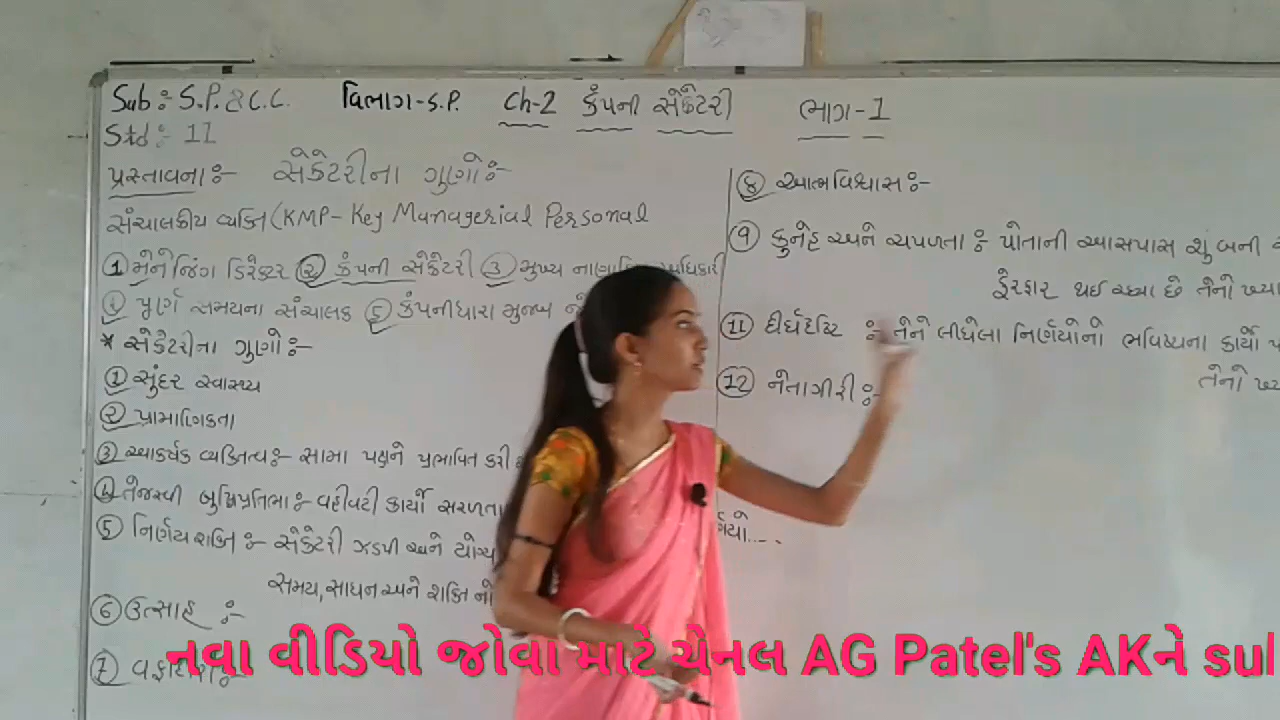 Sub :- S.P. & C.C. વિભાગ-S.P. Ch-2 કંપની સેક્રેટરી ભાગ-1
Std :- 11
પ્રસ્તાવના :- સેક્રેટરીના ગુણો :-
સંચાલકીય વ્યક્તિ (KMP- Key Managerial Personal
① મેનેજિંગ ડિરેક્ટર ② કંપની સેક્રેટરી ③ મુખ્ય
④ પૂર્ણ સમયના સંચાલક ⑤ કંપનીધારા મુજબ
* સેક્રેટરીના ગુણો :-
① સુંદર સ્વાસ્થ્ય
② પ્રામાણિકતા
③ આકર્ષક વ્યક્તિત્વ :- સામા પક્ષને પ્રભાવિત કરી
④ તેજસ્વી બુદ્ધિપ્રતિભા :- વહીવટી કાર્યો સરળતા
⑤ નિર્ણય શક્તિ :- સેક્રેટરી ઝડપી અને યોગ્ય
સમય, સાધન અને શક્તિ નો
⑥ ઉત્સાહ :-
⑦
⑧ આત્મવિશ્વાસ :-
⑨ કુનેહ અને ચપળતા :- પોતાની આસપાસ શું બની
ફેરફાર થઈ રહ્યા છે તેનો
⑪ દીર્ઘદૃષ્ટિ :- તેને લીધેલા નિર્ણયોનો ભવિષ્યના કાર્યો
તેનો
⑫ નેતાગીરી :-
નવા વીડિયો જોવા માટે ચેનલ AG Patel's AKને